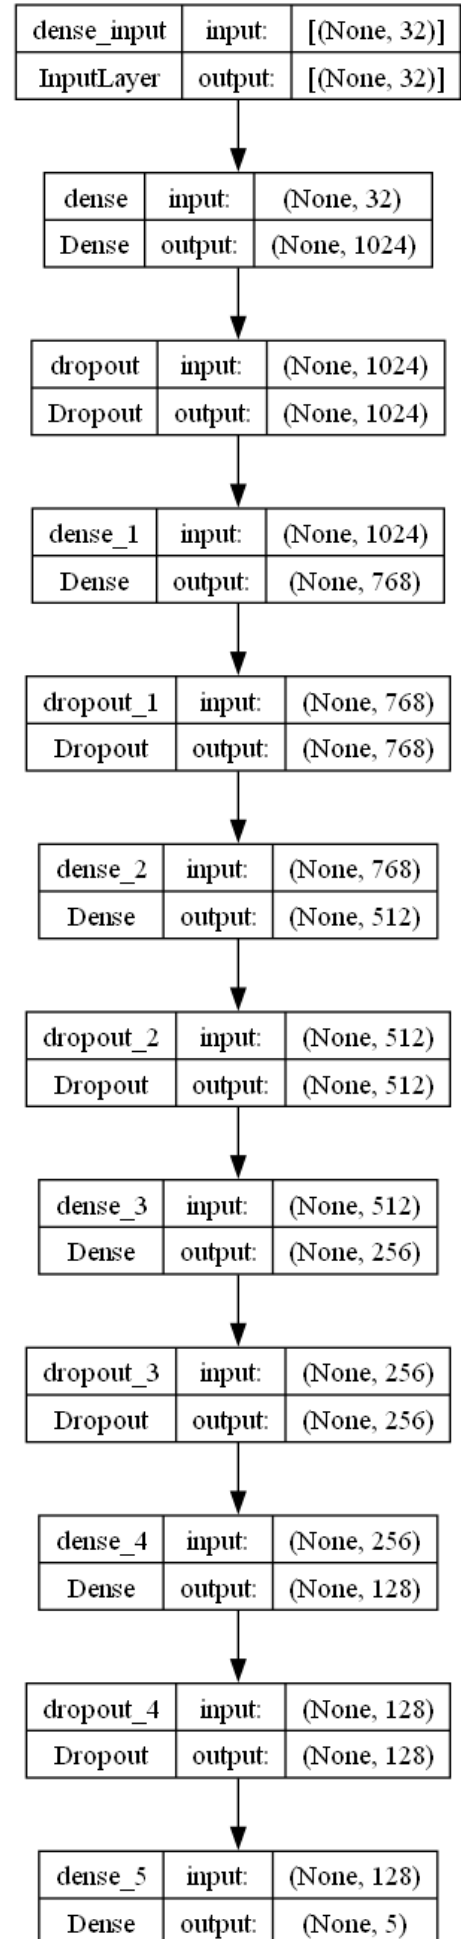 dense_input input: [(None, 32)]
InputLayer output: [(None, 32)]
dense input: (None, 32)
Dense output: (None, 1024)
dropout input: (None, 1024)
Dropout output: (None, 1024)
dense_1 input: (None, 1024)
Dense output: (None, 768)
dropout_1 input: (None, 768)
Dropout output: (None, 768)
dense_2 input: (None, 768)
Dense output: (None, 512)
dropout_2 input: (None, 512)
Dropout output: (None, 512)
dense_3 input: (None, 512)
Dense output: (None, 256)
dropout_3 input: (None, 256)
Dropout output: (None, 256)
dense_4 input: (None, 256)
Dense output: (None, 128)
dropout_4 input: (None, 128)
Dropout output: (None, 128)
dense_5 input: (None, 128)
Dense output: (None, 5)